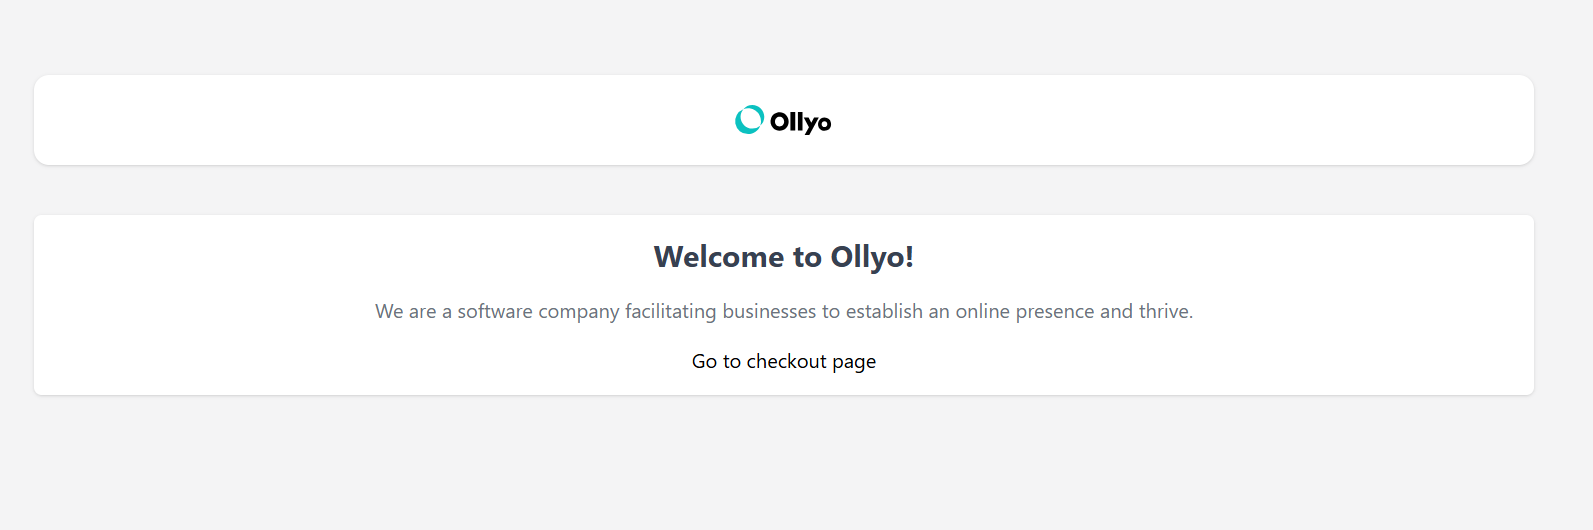 Ollyo
Welcome to Ollyo!
We are a software company facilitating businesses to establish an online presence and thrive.
Go to checkout page